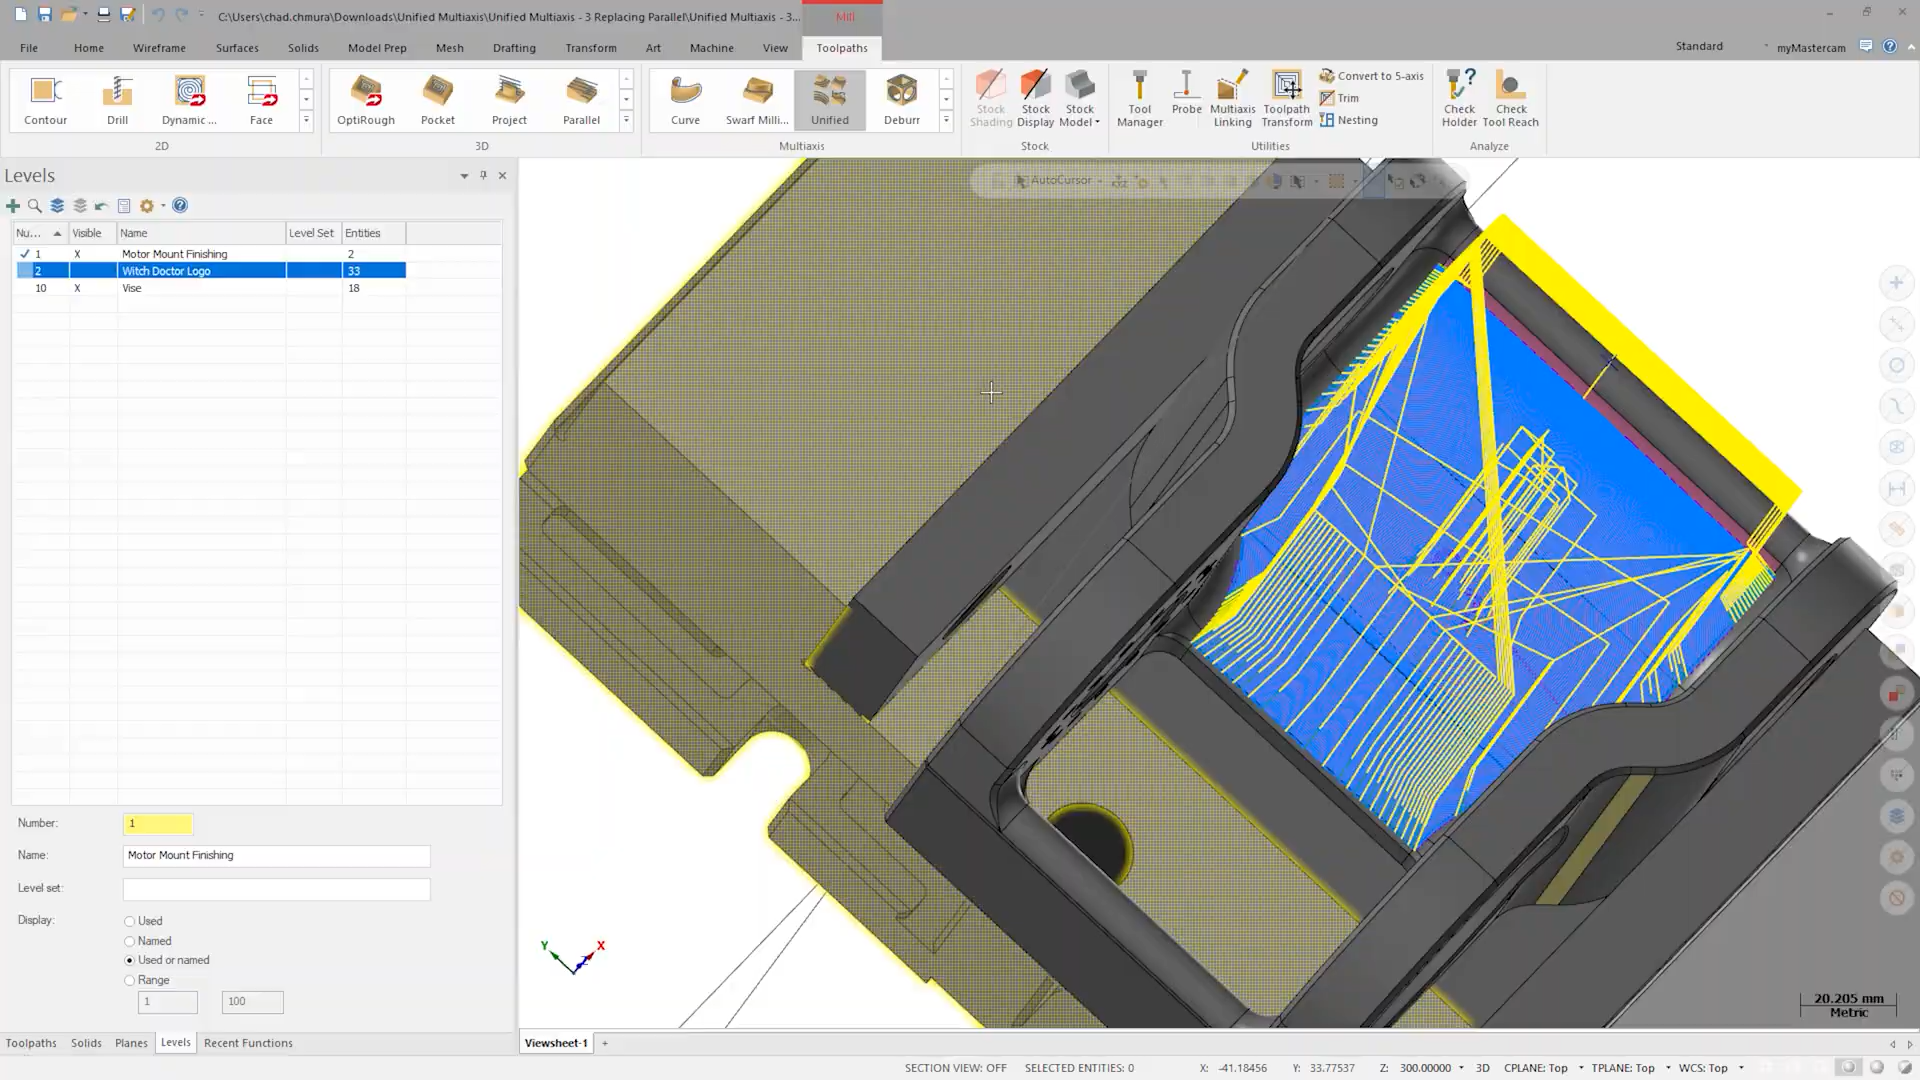 C:\Users\chad.chmura\Downloads\Unified Multiaxis\Unified Multiaxis - 3 Replacing Parallel\Unified Multiaxis - 3...
Mill
File Home Wireframe Surfaces Solids Model Prep Mesh Drafting Transform Art Machine View Toolpaths
Standard myMastercam
Contour Drill Dynamic ... Face
2D
OptiRough Pocket Project Parallel
3D
Curve Swarf Milli... Unified Deburr
Multiaxis
Stock Shading
Stock Display
Stock Model
Stock
Tool Manager
Probe
Multiaxis Linking
Toolpath Transform
Convert to 5-axis
Trim
Nesting
Utilities
Check Holder
Check Tool Reach
Analyze
Levels
Nu... Visible Name Level Set Entities
1 X Motor Mount Finishing 2
2 Witch Doctor Logo 33
10 X Vise 18
Number: 1
Name: Motor Mount Finishing
Level set:
Display: Used
Named
Used or named
Range
1 100
AutoCursor
Y X
20.205 mm
Metric
Toolpaths Solids Planes Levels Recent Functions
Viewsheet-1 +
SECTION VIEW: OFF SELECTED ENTITIES: 0 X: -41.18456 Y: 33.77537 Z: 300.00000 3D CPLANE: Top TPLANE: Top WCS: Top